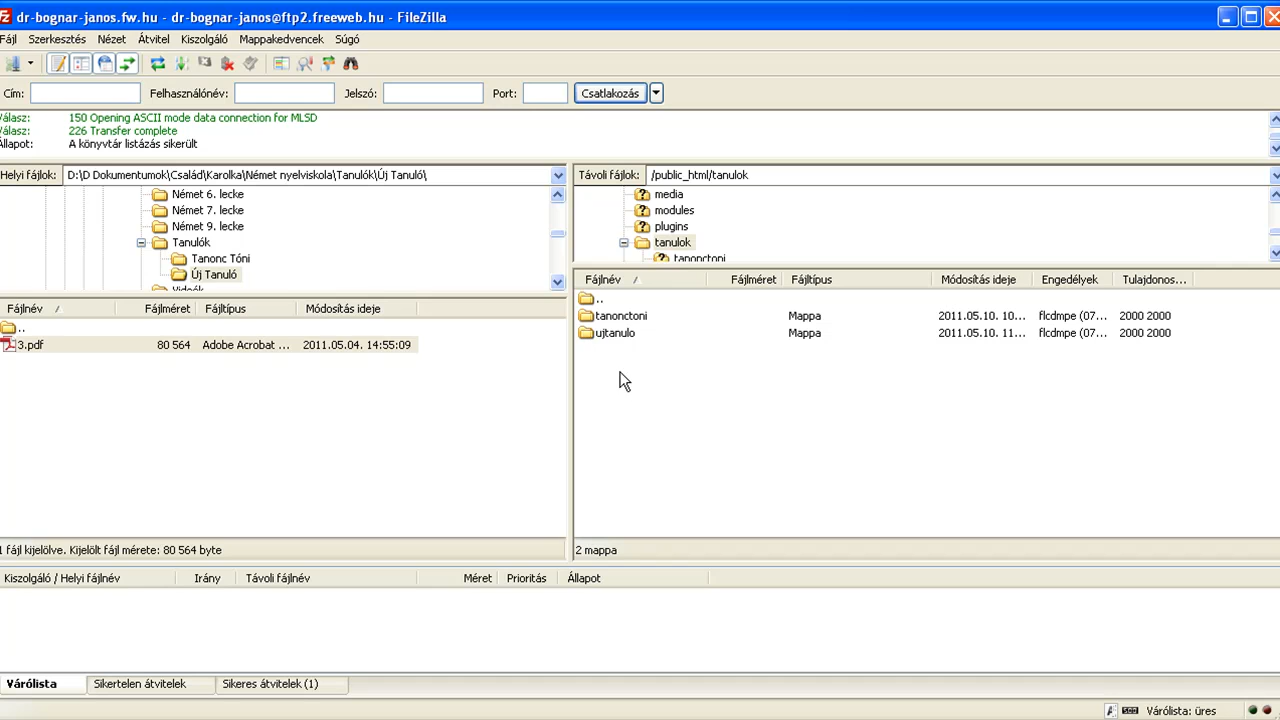 dr-bognar-janos.fw.hu - dr-bognar-janos@ftp2.freeweb.hu - FileZilla
Fájl Szerkesztés Nézet Átvitel Kiszolgáló Mappakedvencek Súgó
Cím: Felhasználónév: Jelszó: Port: Csatlakozás
Válasz: 150 Opening ASCII mode data connection for MLSD
Válasz: 226 Transfer complete
Állapot: A könyvtár listázás sikerült
Helyi fájlok: D:\D Dokumentumok\Család\Karolka\Német nyelviskola\Tanulók\Új Tanuló\
Német 6. lecke
Német 7. lecke
Német 9. lecke
Tanulók
Tanonc Tóni
Új Tanuló
Videók
Fájlnév Fájlméret Fájltípus Módosítás ideje
..
3.pdf 80 564 Adobe Acrobat ... 2011.05.04. 14:55:09
1 fájl kijelölve. Kijelölt fájl mérete: 80 564 byte
Távoli fájlok: /public_html/tanulok
media
modules
plugins
tanulok
tanonctoni
Fájlnév Fájlméret Fájltípus Módosítás ideje Engedélyek Tulajdonos...
..
tanonctoni Mappa 2011.05.10. 10... flcdmpe (07... 2000 2000
ujtanulo Mappa 2011.05.10. 11... flcdmpe (07... 2000 2000
2 mappa
Kiszolgáló / Helyi fájlnév Irány Távoli fájlnév Méret Prioritás Állapot
Várólista Sikertelen átvitelek Sikeres átvitelek (1)
Várólista: üres